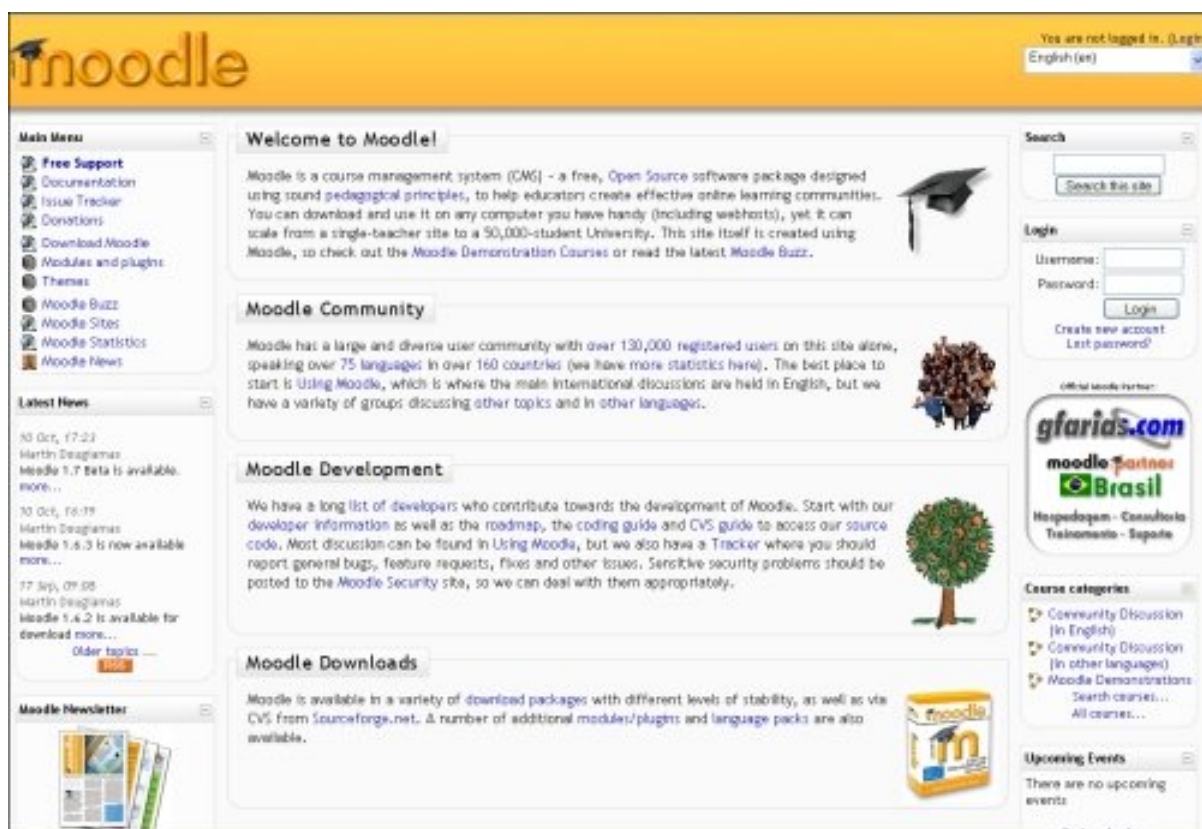 moodle
You are not logged in. (Login
English (en)
Main Menu
Free Support
Documentation
Issue Tracker
Donations
Download Moodle
Modules and plugins
Themes
Moodle Buzz
Moodle Sites
Moodle Statistics
Moodle News
Latest News
10 Oct, 17:23
Martin Dougiamas
Moodle 1.7 Beta is available.
more...
10 Oct, 16:19
Martin Dougiamas
Moodle 1.6.3 is now available
more...
17 Sep, 09:08
Martin Dougiamas
Moodle 1.6.2 is available for
download more...
Older topics ...
RSS
Moodle Newsletter
Welcome to Moodle!
Moodle is a course management system (CMS) - a free, Open Source software package designed
using sound pedagogical principles, to help educators create effective online learning communities.
You can download and use it on any computer you have handy (including webhosts), yet it can
scale from a single-teacher site to a 50,000-student University. This site itself is created using
Moodle, so check out the Moodle Demonstration Courses or read the latest Moodle Buzz.
Moodle Community
Moodle has a large and diverse user community with over 130,000 registered users on this site alone,
speaking over 75 languages in over 160 countries (we have more statistics here). The best place to
start is Using Moodle, which is where the main international discussions are held in English, but we
have a variety of groups discussing other topics and in other languages.
Moodle Development
We have a long list of developers who contribute towards the development of Moodle. Start with our
developer information as well as the roadmap, the coding guide and CVS guide to access our source
code. Most discussion can be found in Using Moodle, but we also have a Tracker where you should
report general bugs, feature requests, fixes and other issues. Sensitive security problems should be
posted to the Moodle Security site, so we can deal with them appropriately.
Moodle Downloads
Moodle is available in a variety of download packages with different levels of stability, as well as via
CVS from Sourceforge.net. A number of additional modules/plugins and language packs are also
available.
moodle
m
Search
Search this site
Login
Username:
Password:
Login
Create new account
Lost password?
Official Moodle Partner:
gfarias.com
moodle partner
Brasil
Hospedagem - Consultoria
Treinamento - Suporte
Course categories
Community Discussion
(in English)
Community Discussion
(in other languages)
Moodle Demonstrations
Search courses...
All courses...
Upcoming Events
There are no upcoming
events